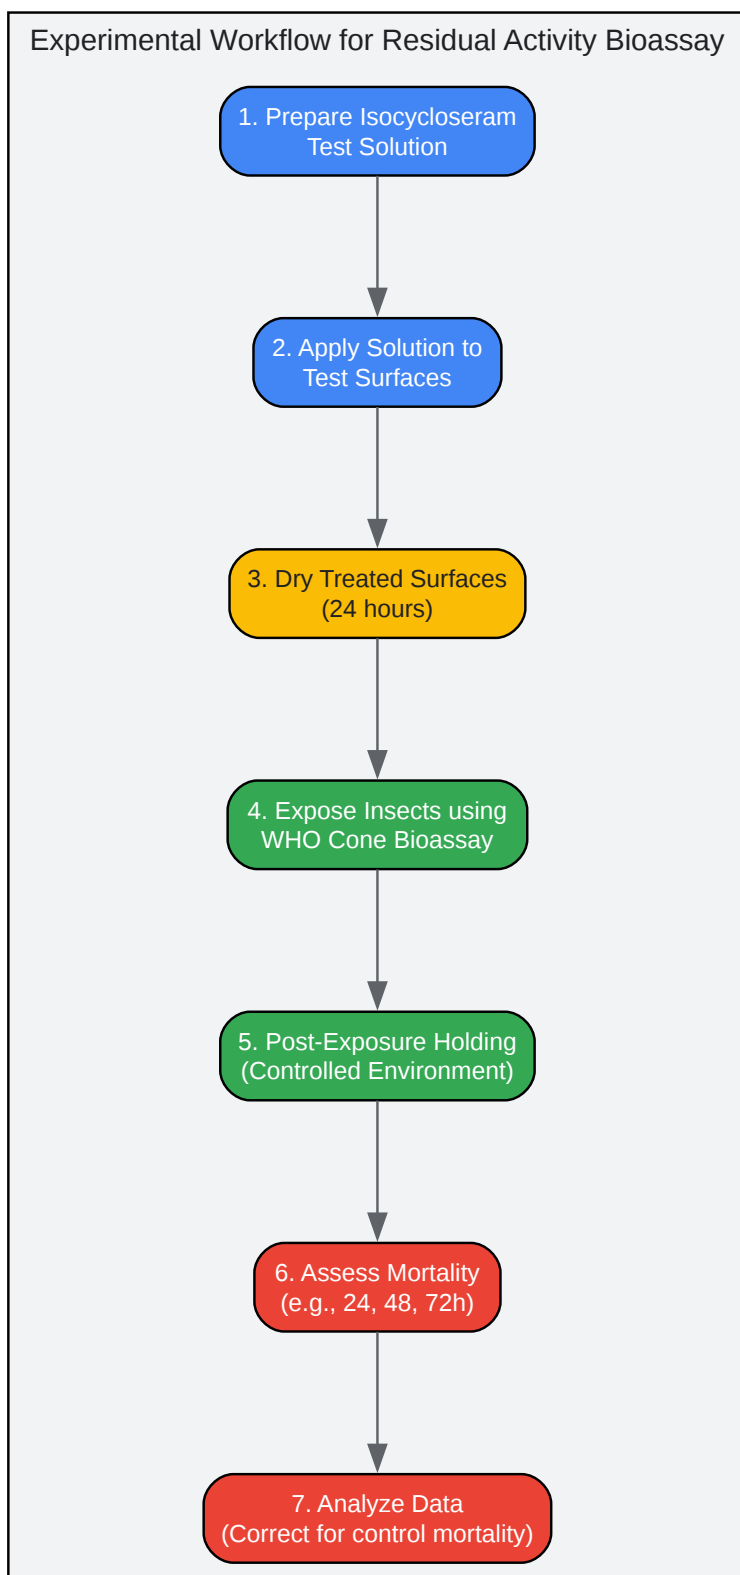 Experimental Workflow for Residual Activity Bioassay
1. Prepare Isocycloseram
Test Solution
2. Apply Solution to
Test Surfaces
3. Dry Treated Surfaces
(24 hours)
4. Expose Insects using
WHO Cone Bioassay
5. Post-Exposure Holding
(Controlled Environment)
6. Assess Mortality
(e.g., 24, 48, 72h)
7. Analyze Data
(Correct for control mortality)